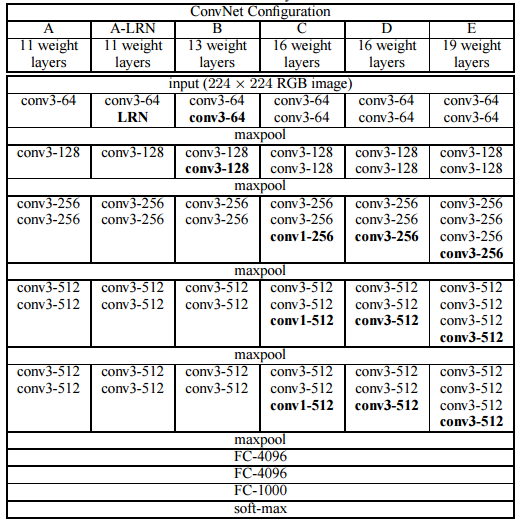 ConvNet Configuration
A A-LRN B C D E
11 weight 11 weight 13 weight 16 weight 16 weight 19 weight
layers layers layers layers layers layers
input (224 × 224 RGB image)
conv3-64 conv3-64 conv3-64 conv3-64 conv3-64 conv3-64
LRN conv3-64 conv3-64 conv3-64 conv3-64
maxpool
conv3-128 conv3-128 conv3-128 conv3-128 conv3-128 conv3-128
conv3-128 conv3-128 conv3-128 conv3-128
maxpool
conv3-256 conv3-256 conv3-256 conv3-256 conv3-256 conv3-256
conv3-256 conv3-256 conv3-256 conv3-256 conv3-256 conv3-256
conv1-256 conv3-256 conv3-256
conv3-256
maxpool
conv3-512 conv3-512 conv3-512 conv3-512 conv3-512 conv3-512
conv3-512 conv3-512 conv3-512 conv3-512 conv3-512 conv3-512
conv1-512 conv3-512 conv3-512
conv3-512
maxpool
conv3-512 conv3-512 conv3-512 conv3-512 conv3-512 conv3-512
conv3-512 conv3-512 conv3-512 conv3-512 conv3-512 conv3-512
conv1-512 conv3-512 conv3-512
conv3-512
maxpool
FC-4096
FC-4096
FC-1000
soft-max